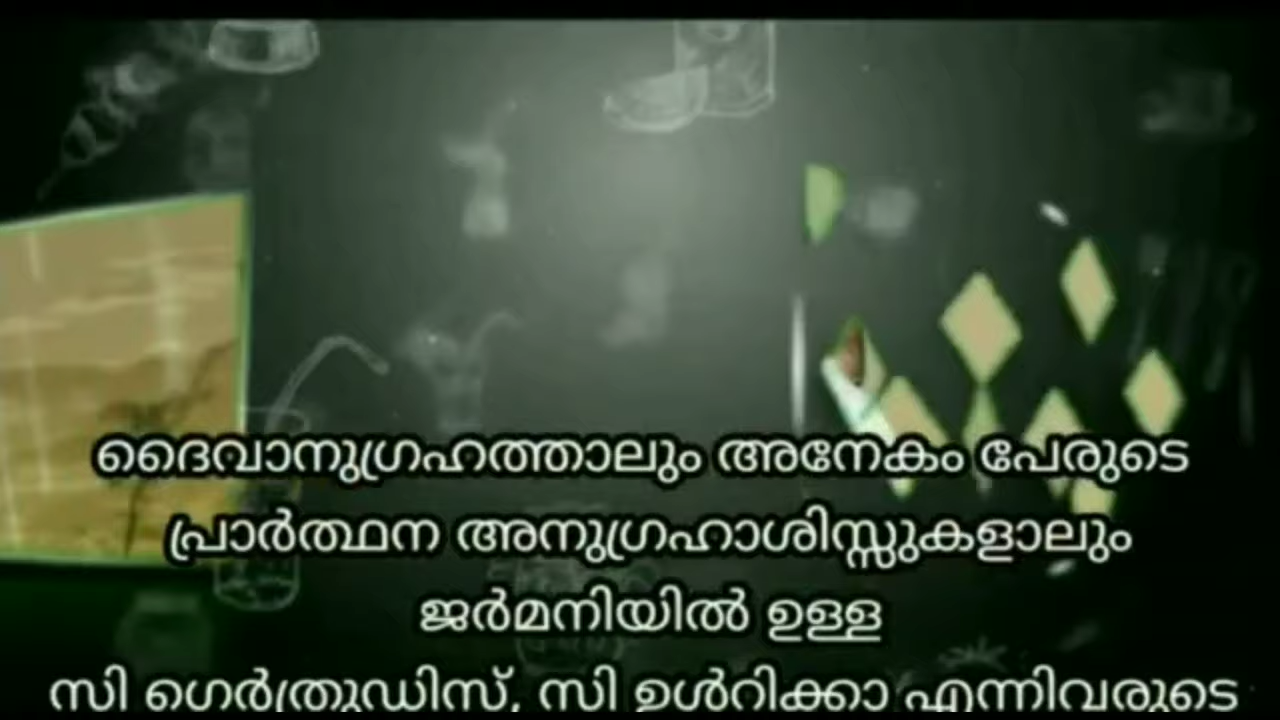 ദൈവാനുഗ്രഹത്താലും അനേകം പേരുടെ
പ്രാർത്ഥന അനുഗ്രഹാശിസ്സുകളാലും
ജർമനിയിൽ ഉള്ള
സി ഗെർത്രുഡിസ്, സി ഉൾറിക്കാ എന്നിവരുടെ